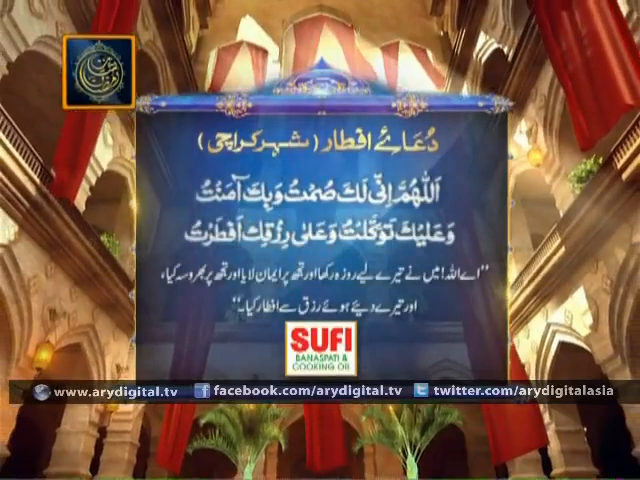 دُعَائے افطار (شہر کراچی)
اَللّٰهُمَّ اِنِّی لَکَ صُمْتُ وَبِکَ آمَنْتُ
وَعَلَيْکَ تَوَکَّلْتُ وَعَلٰی رِزْقِکَ اَفْطَرْتُ
"اے اللہ! میں نے تیرے لیے روزہ رکھا اور تجھ پر ایمان لایا اور تجھ پر بھروسہ کیا،
اور تیرے دیئے ہوئے رزق سے افطار کیا۔"
SUFI
BANASPATI &
COOKING OIL
www.arydigital.tv facebook.com/arydigital.tv twitter.com/arydigitalasia